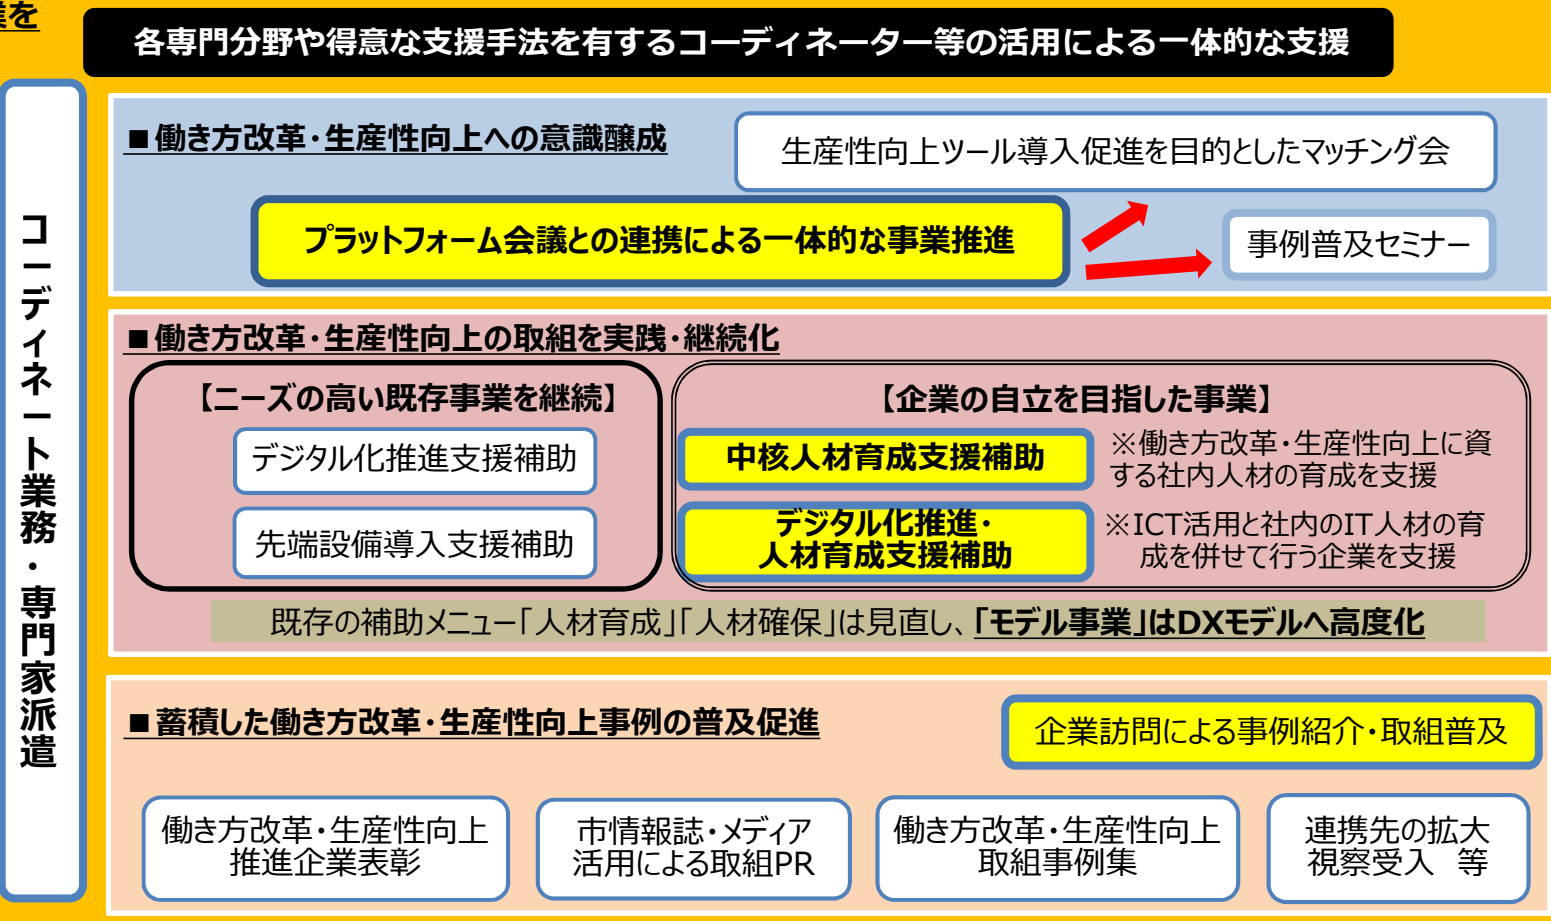 業を
各専門分野や得意な支援手法を有するコーディネーター等の活用による一体的な支援
コーディネート業務・専門家派遣
■働き方改革・生産性向上への意識醸成
生産性向上ツール導入促進を目的としたマッチング会
プラットフォーム会議との連携による一体的な事業推進
事例普及セミナー
■働き方改革・生産性向上の取組を実践・継続化
【ニーズの高い既存事業を継続】
デジタル化推進支援補助
先端設備導入支援補助
【企業の自立を目指した事業】
中核人材育成支援補助
※働き方改革・生産性向上に資
する社内人材の育成を支援
デジタル化推進・
人材育成支援補助
※ICT活用と社内のIT人材の育
成を併せて行う企業を支援
既存の補助メニュー「人材育成」「人材確保」は見直し、「モデル事業」はDXモデルへ高度化
■蓄積した働き方改革・生産性向上事例の普及促進
企業訪問による事例紹介・取組普及
働き方改革・生産性向上
推進企業表彰
市情報誌・メディア
活用による取組PR
働き方改革・生産性向上
取組事例集
連携先の拡大
視察受入　等